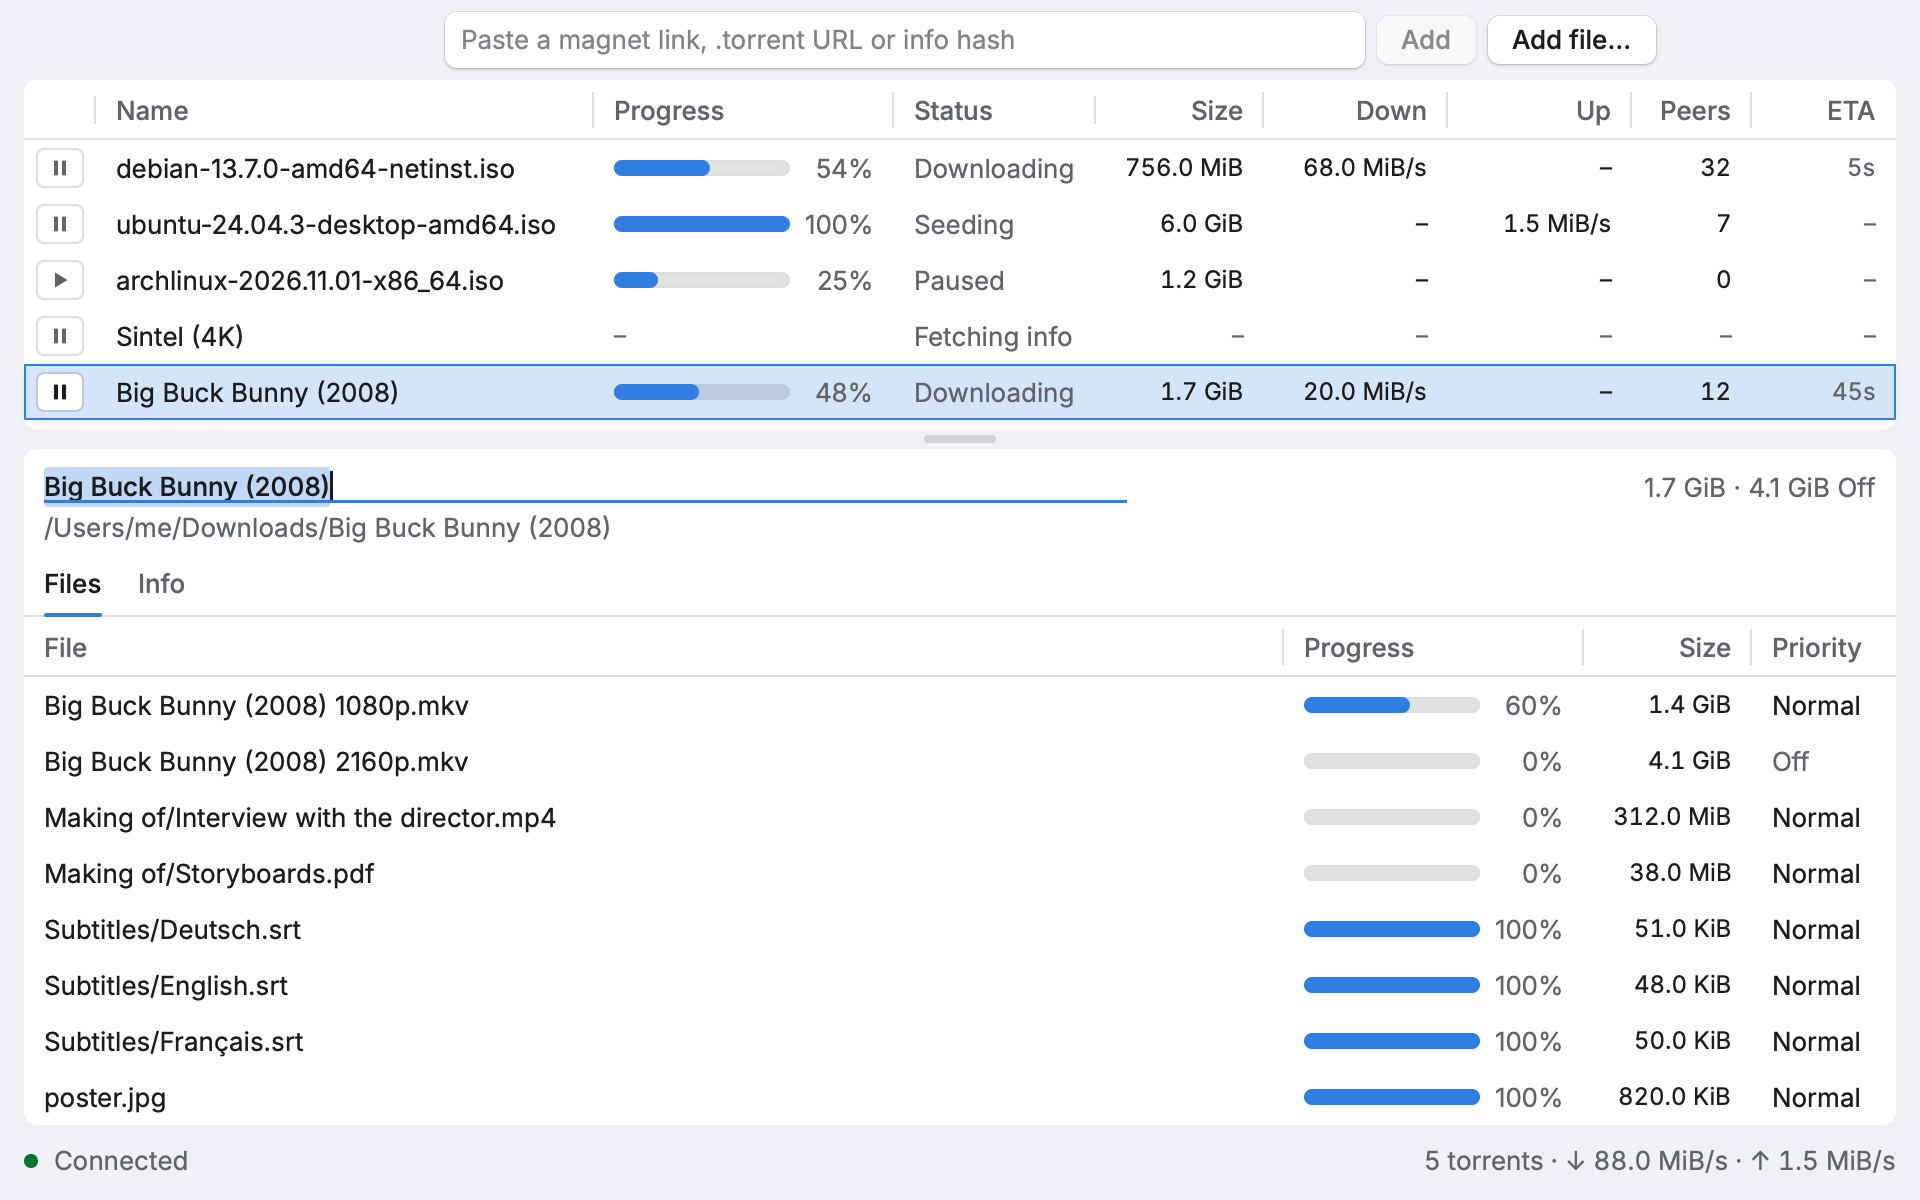 Paste a magnet link, .torrent URL or info hash Add Add file...
Name Progress Status Size Down Up Peers ETA
debian-13.7.0-amd64-netinst.iso 54% Downloading 756.0 MiB 68.0 MiB/s – 32 5s
ubuntu-24.04.3-desktop-amd64.iso 100% Seeding 6.0 GiB – 1.5 MiB/s 7 –
archlinux-2026.11.01-x86_64.iso 25% Paused 1.2 GiB – – 0 –
Sintel (4K) – Fetching info – – – – –
Big Buck Bunny (2008) 48% Downloading 1.7 GiB 20.0 MiB/s – 12 45s
Big Buck Bunny (2008) 1.7 GiB · 4.1 GiB Off
/Users/me/Downloads/Big Buck Bunny (2008)
Files Info
File Progress Size Priority
Big Buck Bunny (2008) 1080p.mkv 60% 1.4 GiB Normal
Big Buck Bunny (2008) 2160p.mkv 0% 4.1 GiB Off
Making of/Interview with the director.mp4 0% 312.0 MiB Normal
Making of/Storyboards.pdf 0% 38.0 MiB Normal
Subtitles/Deutsch.srt 100% 51.0 KiB Normal
Subtitles/English.srt 100% 48.0 KiB Normal
Subtitles/Français.srt 100% 50.0 KiB Normal
poster.jpg 100% 820.0 KiB Normal
Connected 5 torrents · ↓ 88.0 MiB/s · ↑ 1.5 MiB/s